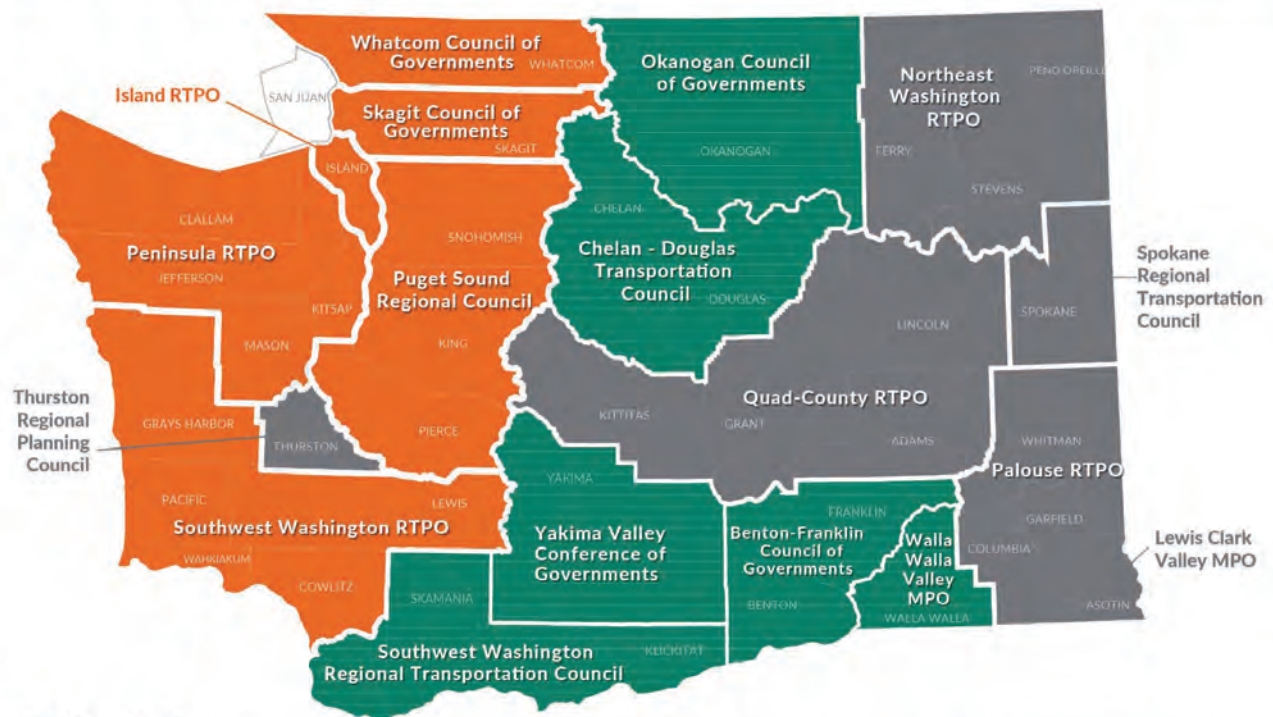 Whatcom Council of
Governments
WHATCOM
Okanogan Council
of Governments
OKANOGAN
Northeast
Washington
RTPO
PEND OREILLE
FERRY
STEVENS
Island RTPO
SAN JUAN
Skagit Council of
Governments
SKAGIT
ISLAND
CLALLAM
Peninsula RTPO
JEFFERSON
KITSAP
MASON
SNOHOMISH
Puget Sound
Regional Council
KING
PIERCE
CHELAN
Chelan - Douglas
Transportation
Council
DOUGLAS
Spokane
Regional
Transportation
Council
SPOKANE
LINCOLN
Quad-County RTPO
KITTITAS
GRANT
ADAMS
Thurston
Regional
Planning
Council
THURSTON
GRAYS HARBOR
PACIFIC
LEWIS
Southwest Washington RTPO
WAHKIAKUM
COWLITZ
YAKIMA
Yakima Valley
Conference of
Governments
FRANKLIN
Benton-Franklin
Council of
Governments
BENTON
Walla
Walla
Valley
MPO
WALLA WALLA
WHITMAN
Palouse RTPO
GARFIELD
COLUMBIA
ASOTIN
Lewis Clark
Valley MPO
SKAMANIA
Southwest Washington
Regional Transportation Council
KLICKITAT